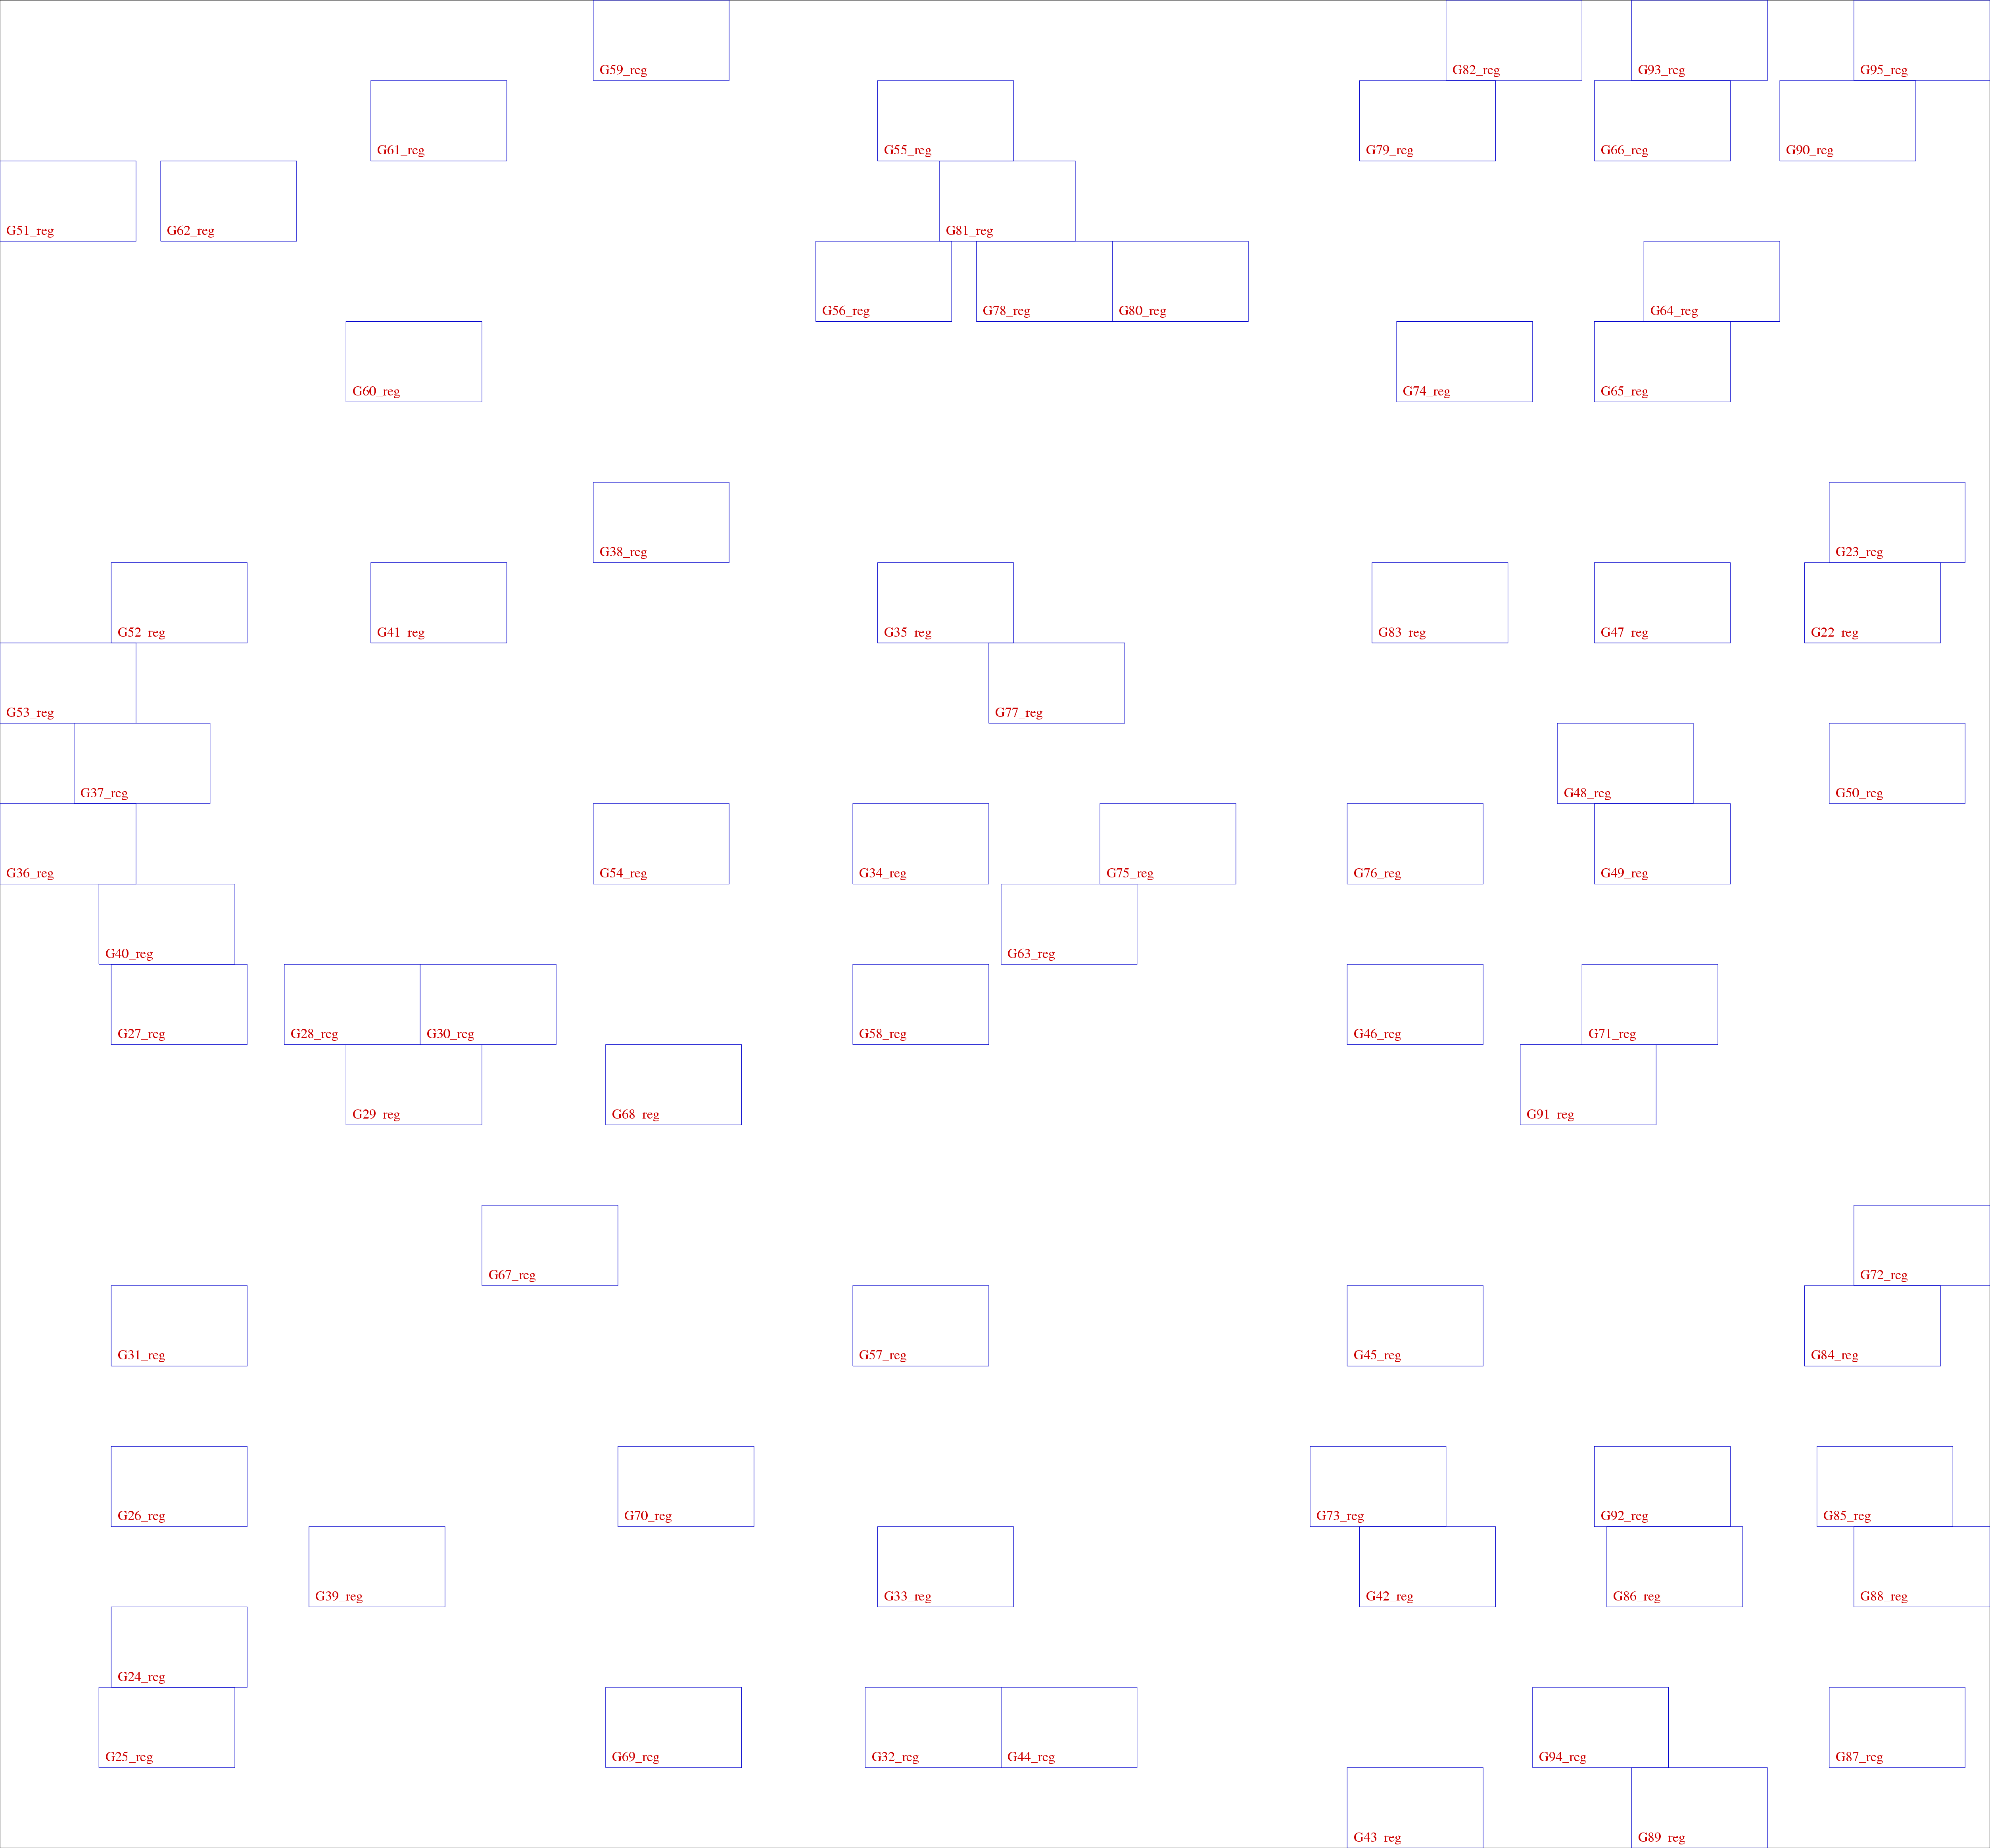 G59_reg G82_reg G93_reg G95_reg
G61_reg G55_reg G79_reg G66_reg G90_reg
G51_reg G62_reg G81_reg
G56_reg G78_reg G80_reg G64_reg
G60_reg G74_reg G65_reg
G38_reg G23_reg
G52_reg G41_reg G35_reg G83_reg G47_reg G22_reg
G53_reg G77_reg
G37_reg G48_reg G50_reg
G36_reg G54_reg G34_reg G75_reg G76_reg G49_reg
G40_reg G63_reg
G27_reg G28_reg G30_reg G58_reg G46_reg G71_reg
G29_reg G68_reg G91_reg
G67_reg G72_reg
G31_reg G57_reg G45_reg G84_reg
G26_reg G70_reg G73_reg G92_reg G85_reg
G39_reg G33_reg G42_reg G86_reg G88_reg
G24_reg
G25_reg G69_reg G32_reg G44_reg G94_reg G87_reg
G43_reg G89_reg